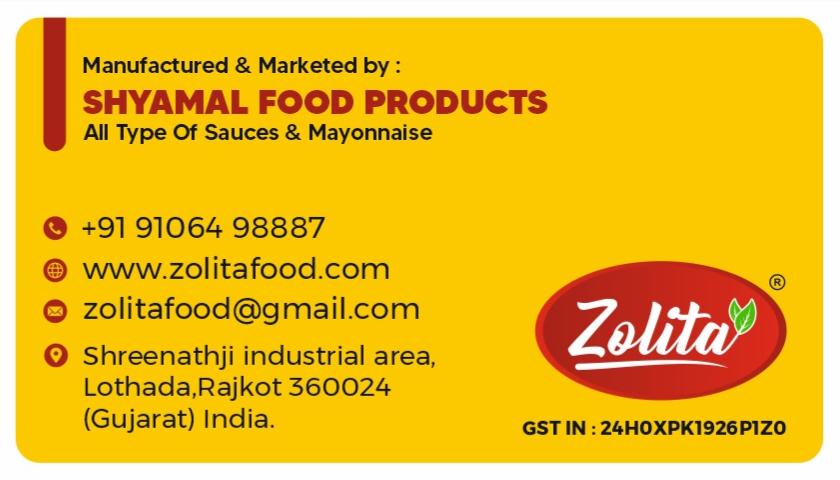 Manufactured & Marketed by :
SHYAMAL FOOD PRODUCTS
All Type Of Sauces & Mayonnaise
+91 91064 98887
www.zolitafood.com
zolitafood@gmail.com
Shreenathji industrial area,
Lothada,Rajkot 360024
(Gujarat) India.
Zolita ®
GST IN : 24HOXPK1926P1Z0